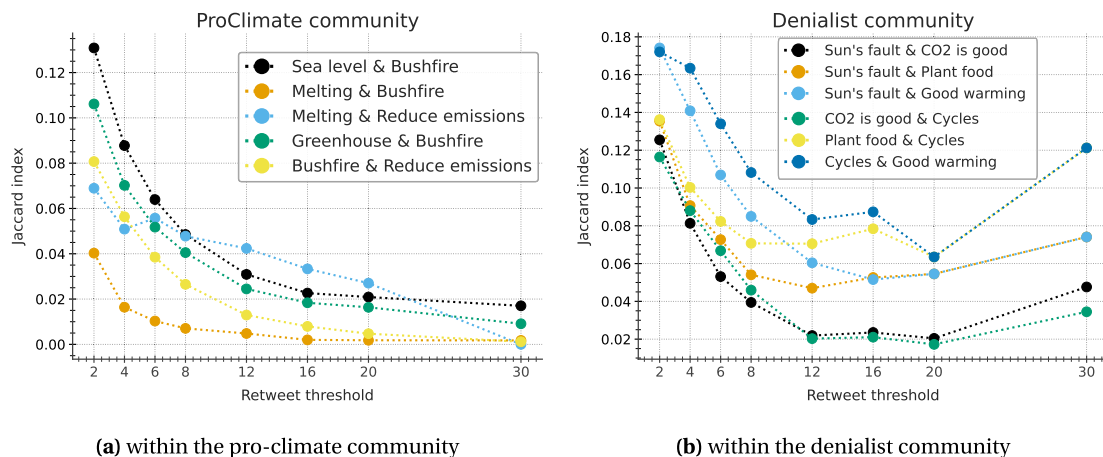 ProClimate community
Jaccard index
0.12
0.10
0.08
0.06
0.04
0.02
0.00
Sea level & Bushfire
Melting & Bushfire
Melting & Reduce emissions
Greenhouse & Bushfire
Bushfire & Reduce emissions
2 4 6 8 12 16 20 30
Retweet threshold
(a) within the pro-climate community
Denialist community
Jaccard index
0.18
0.16
0.14
0.12
0.10
0.08
0.06
0.04
0.02
Sun's fault & CO2 is good
Sun's fault & Plant food
Sun's fault & Good warming
CO2 is good & Cycles
Plant food & Cycles
Cycles & Good warming
2 4 6 8 12 16 20 30
Retweet threshold
(b) within the denialist community